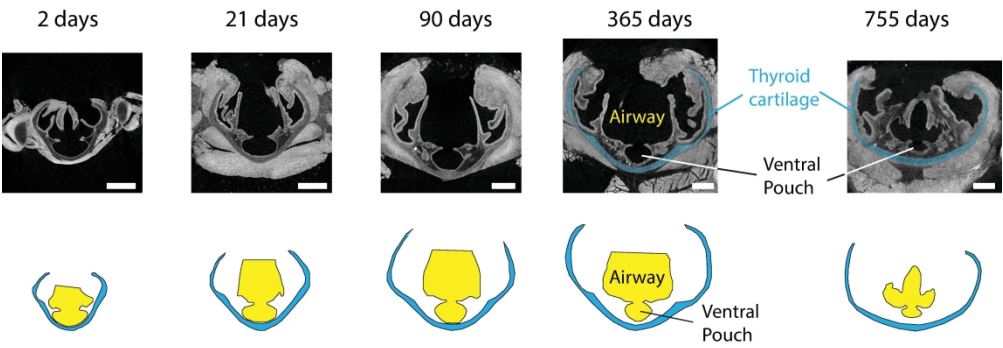 2 days
21 days
90 days
365 days
755 days
Thyroid
cartilage
Airway
Ventral
Pouch
Airway
Ventral
Pouch